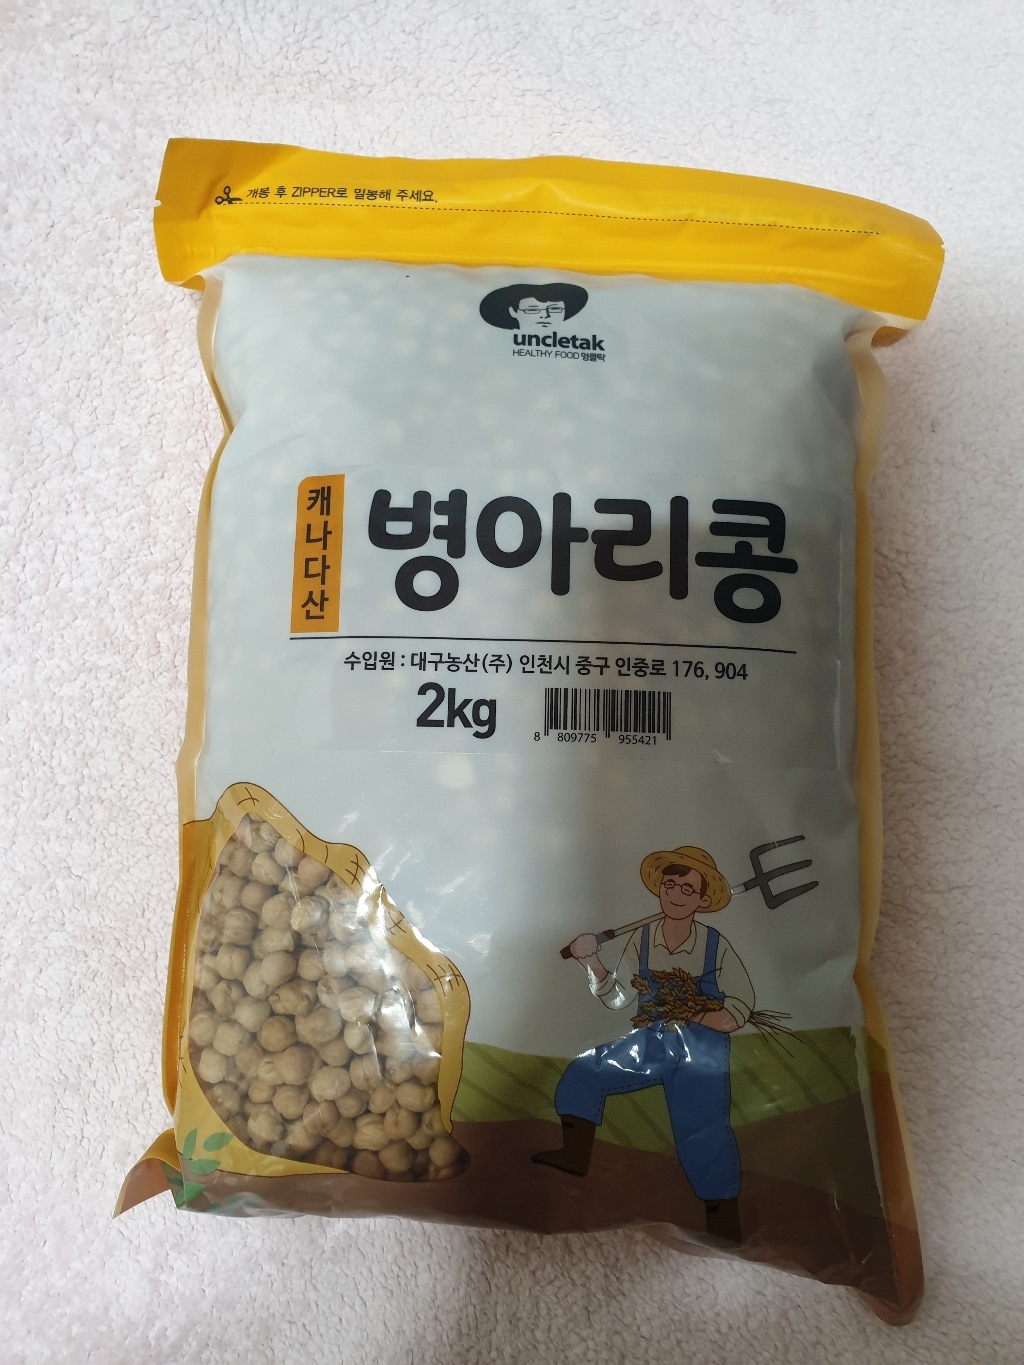 개봉 후 ZIPPER로 밀봉해 주세요.
uncletak
HEALTHY FOOD 엉클탁
캐나다산
병아리콩
수입원 : 대구농산(주) 인천시 중구 인중로 176, 904
2kg
8 809775 955421